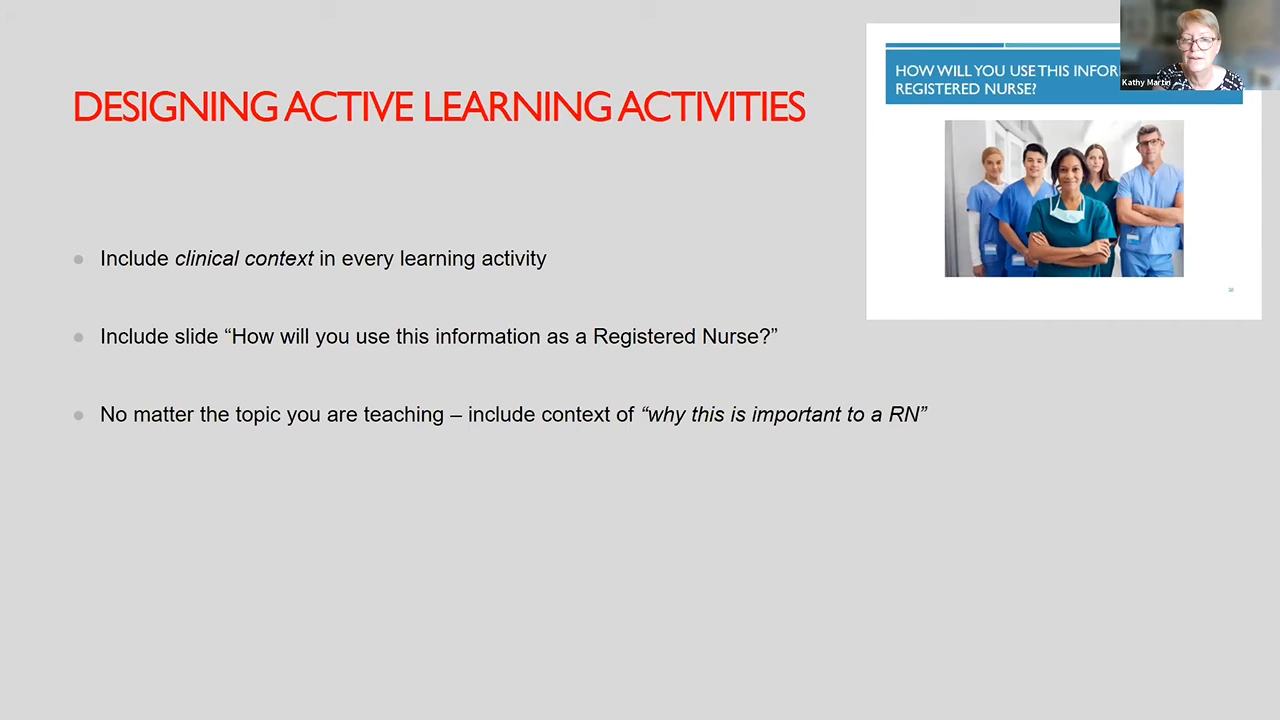 DESIGNING ACTIVE LEARNING ACTIVITIES
Include clinical context in every learning activity
Include slide “How will you use this information as a Registered Nurse?”
No matter the topic you are teaching – include context of “why this is important to a RN”
HOW WILL YOU USE THIS INFOR
REGISTERED NURSE?
Kathy Martin